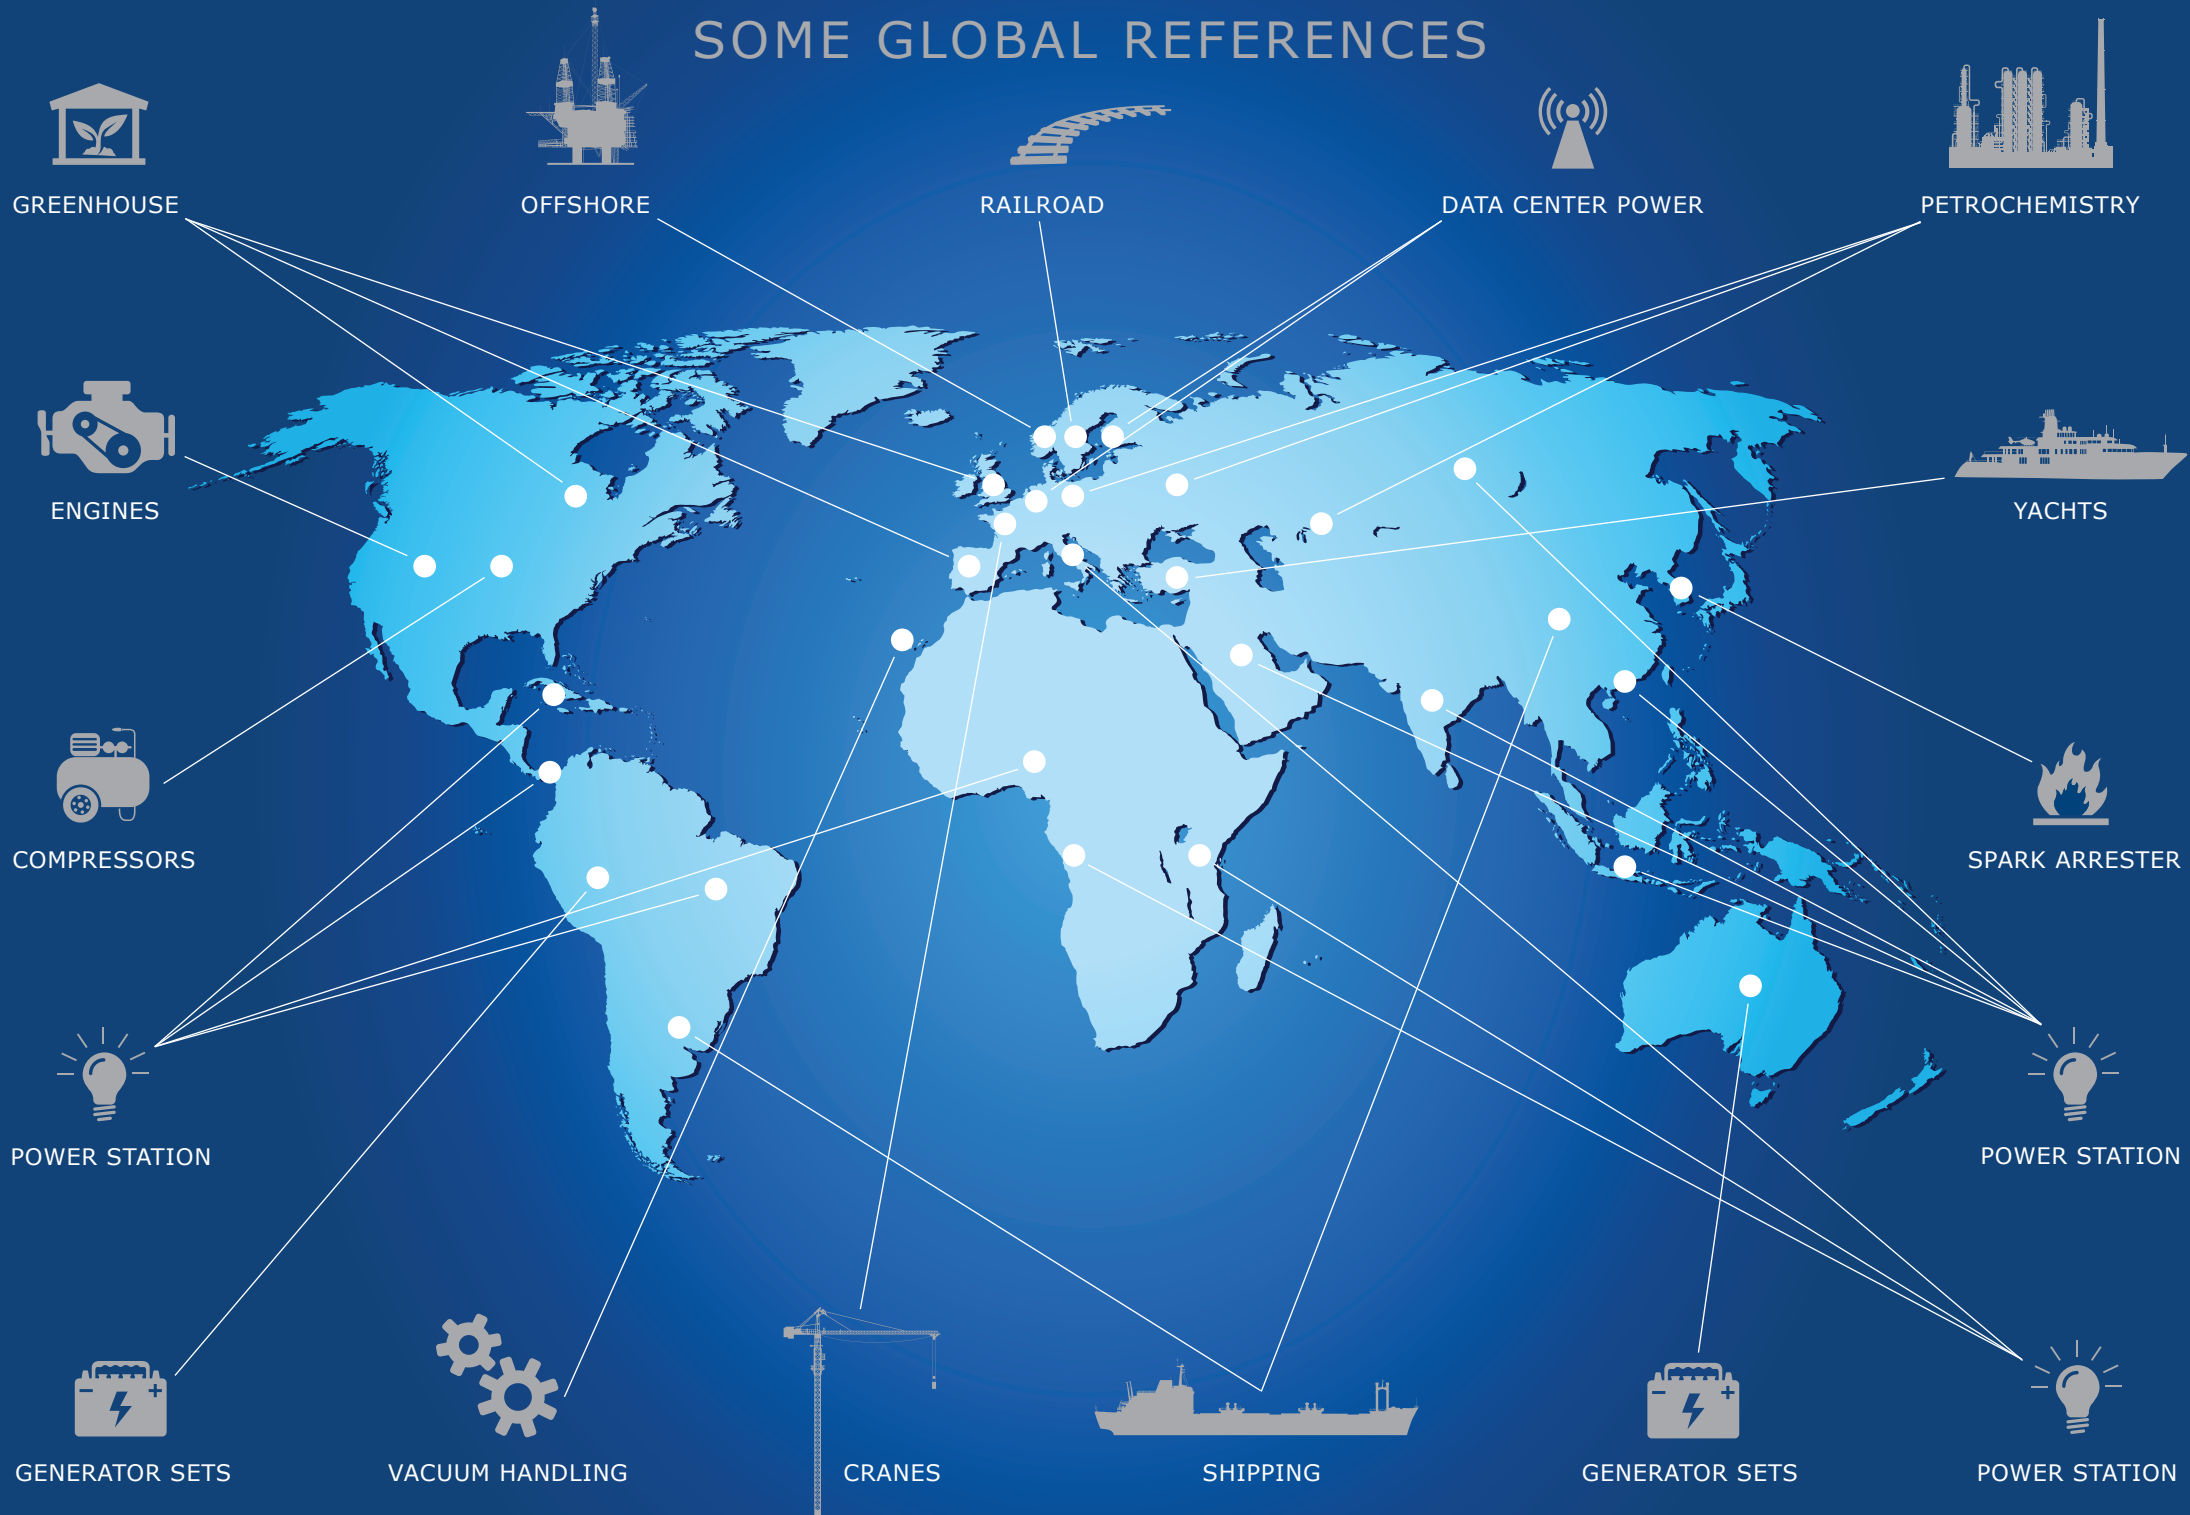 SOME GLOBAL REFERENCES
GREENHOUSE
OFFSHORE
RAILROAD
DATA CENTER POWER
PETROCHEMISTRY
ENGINES
YACHTS
COMPRESSORS
SPARK ARRESTER
POWER STATION
POWER STATION
GENERATOR SETS
VACUUM HANDLING
CRANES
SHIPPING
GENERATOR SETS
POWER STATION